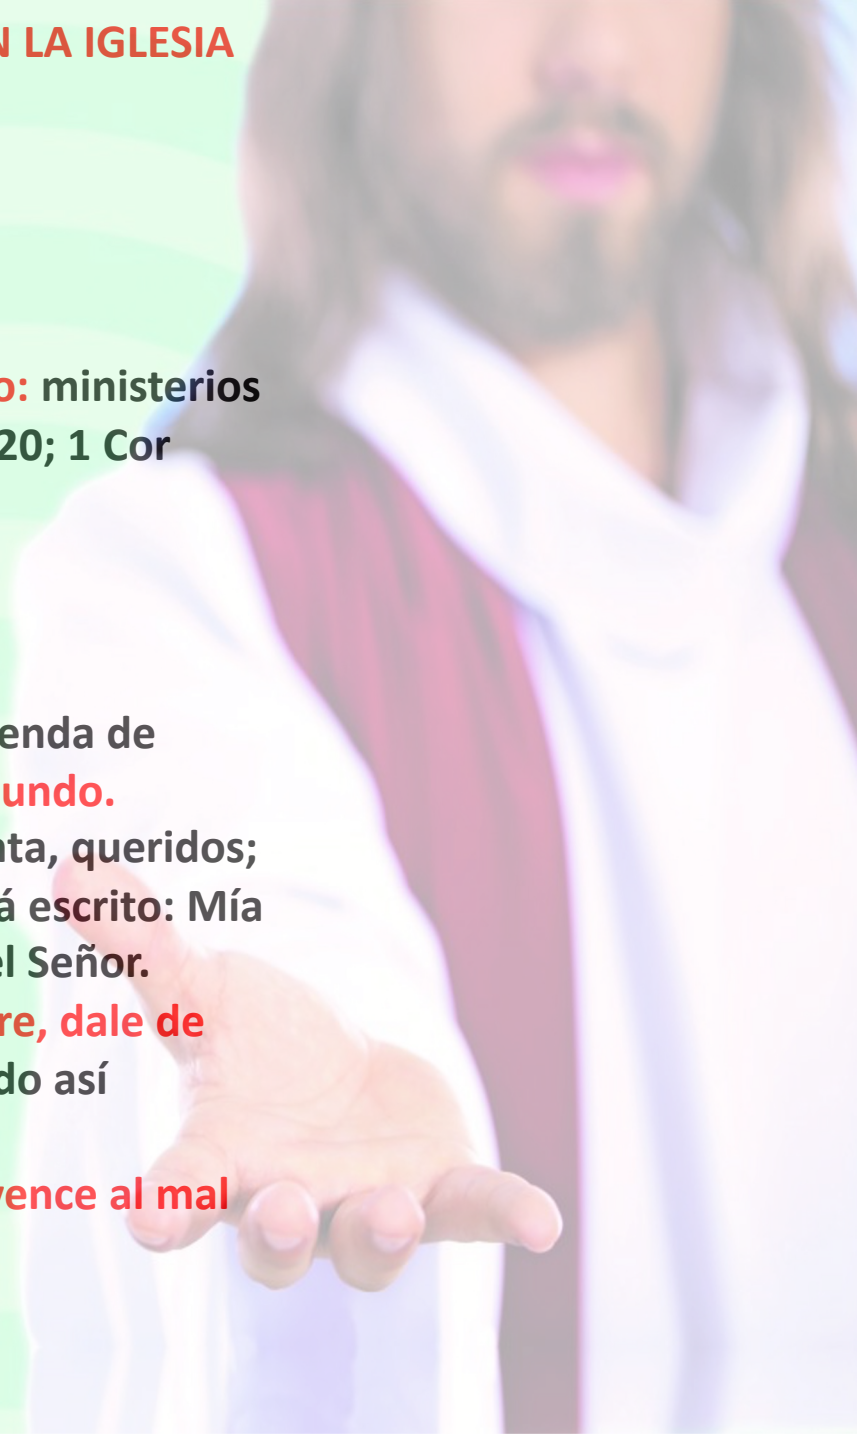 N LA IGLESIA
o: ministerios
20; 1 Cor
enda de
undo.
nta, queridos;
á escrito: Mía
el Señor.
re, dale de
do así
vence al mal